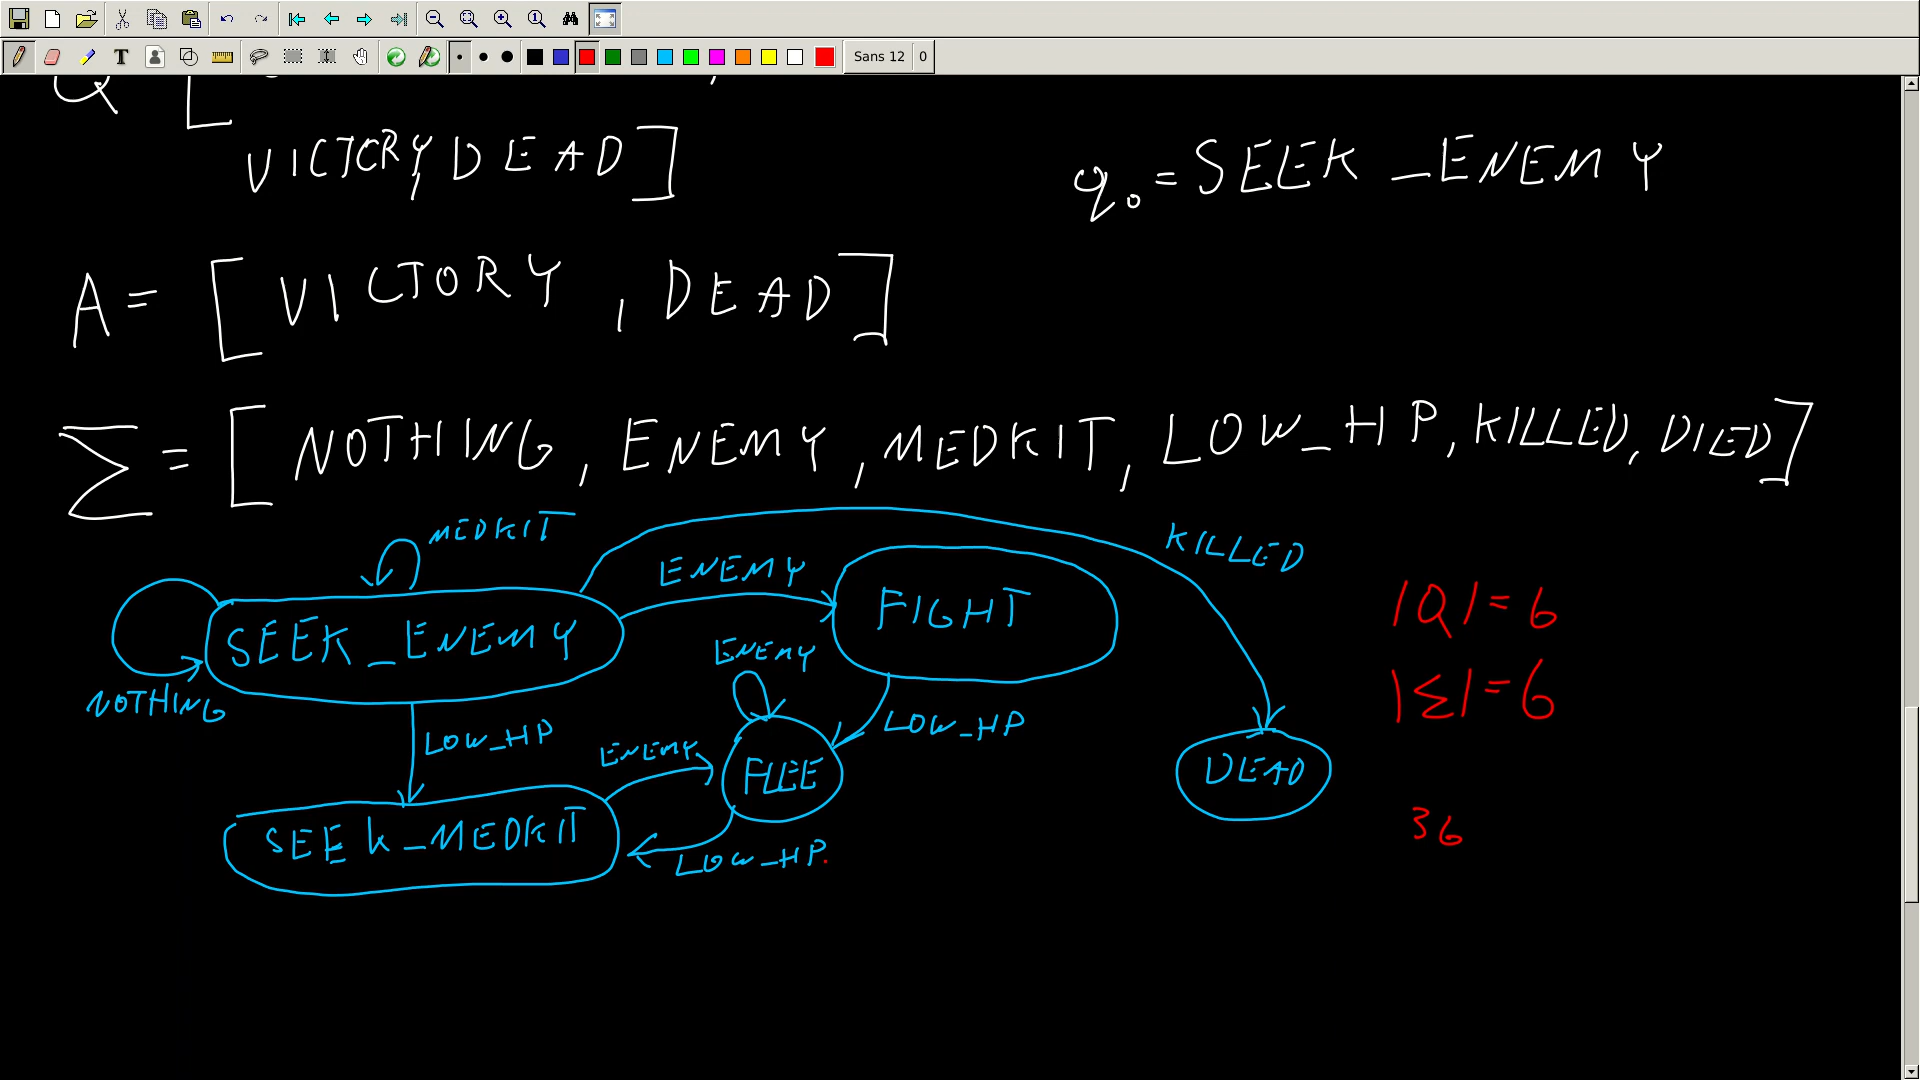 Sans 12 0
Q [
VICTORY, DEAD]
q0 = SEEK_ENEMY
A = [VICTORY, DEAD]
Σ = [NOTHING, ENEMY, MEDKIT, LOW_HP, KILLED, DIED]
MEDKIT
KILLED
ENEMY
FIGHT
SEEK_ENEMY
NOTHING
ENEMY
LOW_HP
LOW_HP
ENEMY
FLEE
DEAD
SEEK_MEDKIT
LOW_HP
|Q| = 6
|Σ| = 6
36